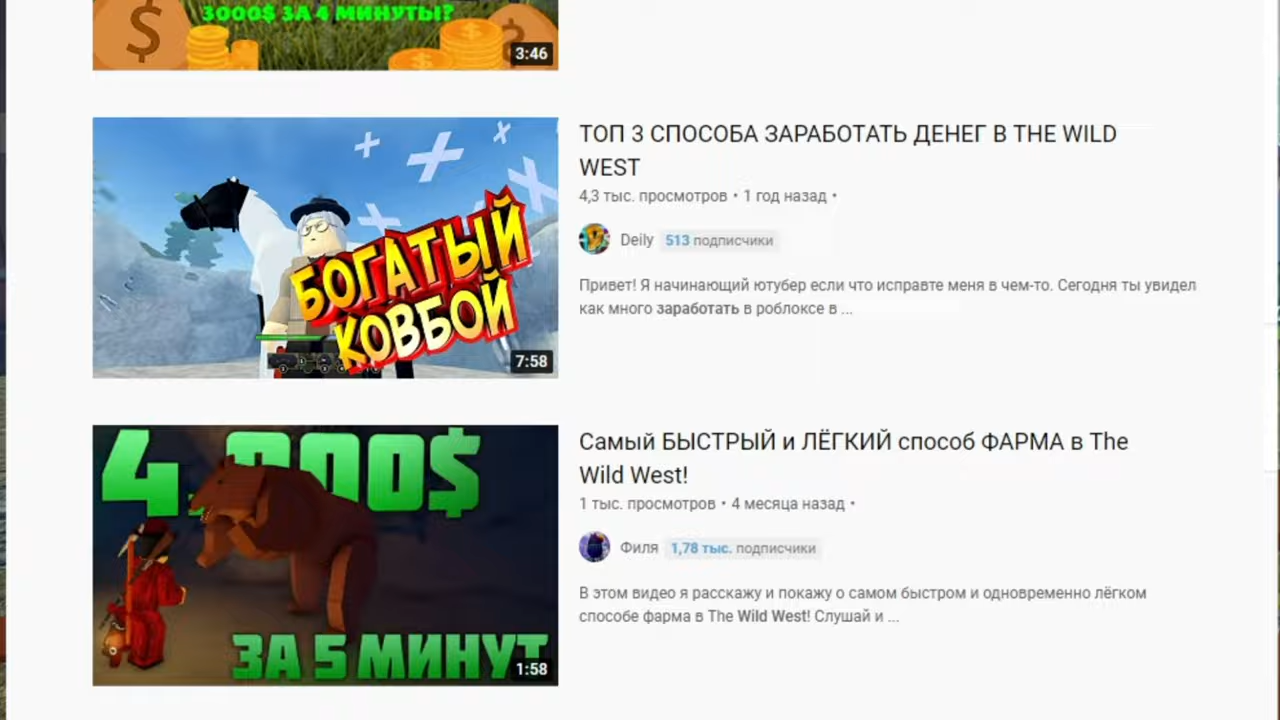 3000$ ЗА 4 МИНУТЫ?
3:46
БОГАТЫЙ
КОВБОЙ
7:58
ТОП 3 СПОСОБА ЗАРАБОТАТЬ ДЕНЕГ В THE WILD
WEST
4,3 тыс. просмотров • 1 год назад •
Deily 513 подписчики
Привет! Я начинающий ютубер если что исправте меня в чем-то. Сегодня ты увидел
как много заработать в роблоксе в ...
4.000$
ЗА 5 МИНУТ
1:58
Самый БЫСТРЫЙ и ЛЁГКИЙ способ ФАРМА в The
Wild West!
1 тыс. просмотров • 4 месяца назад •
Филя 1,78 тыс. подписчики
В этом видео я расскажу и покажу о самом быстром и одновременно лёгком
способе фарма в The Wild West! Слушай и ...